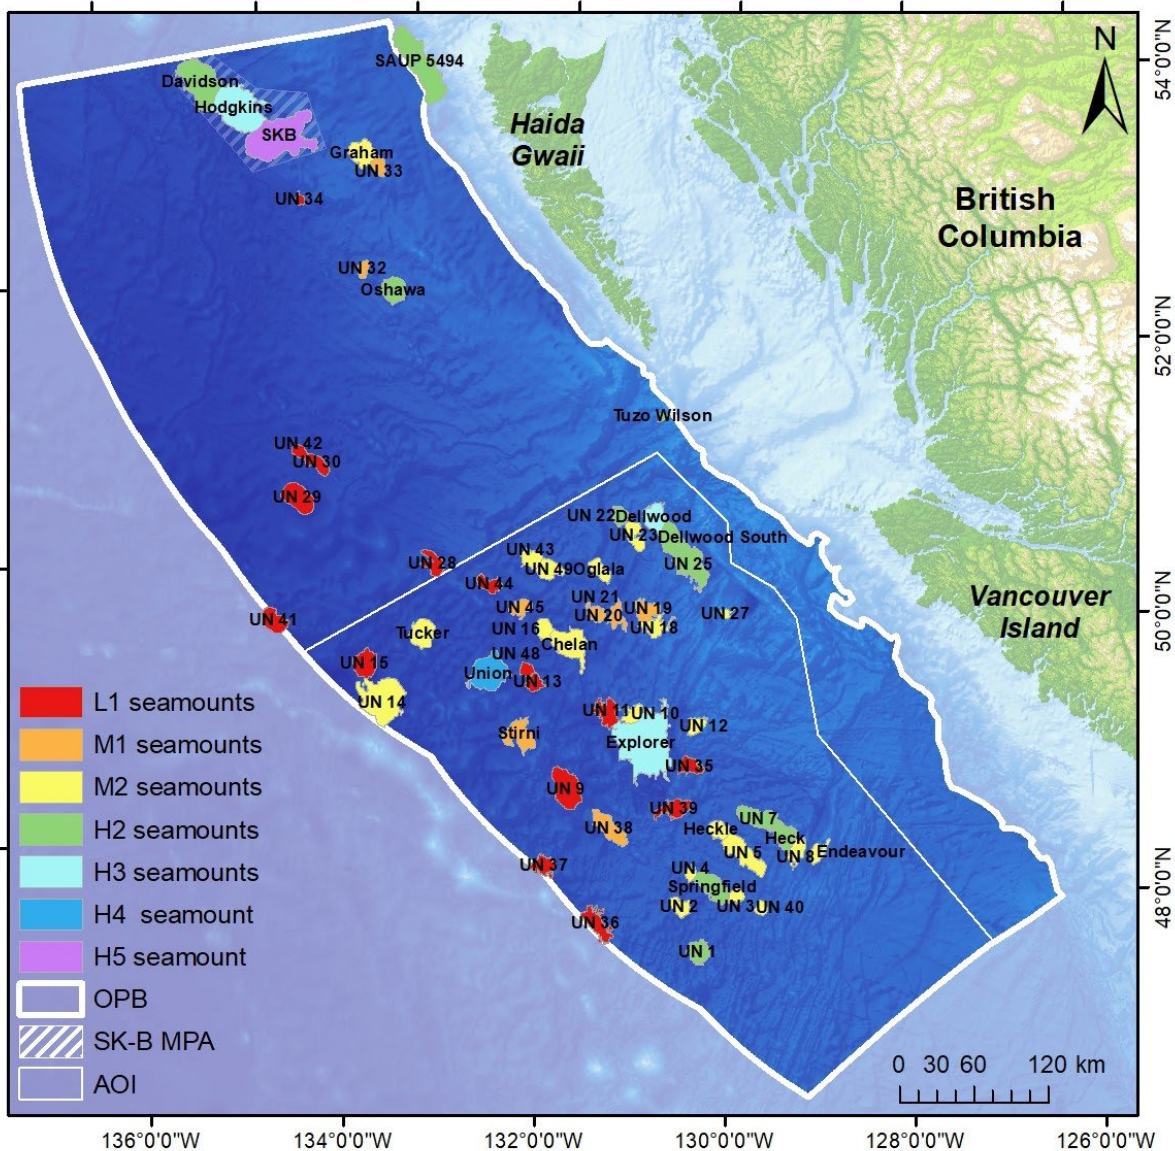 54°0'0"N
N
SAUP 5494
Davidson
Hodgkins
SKB
Haida
Gwaii
Graham
UN 33
UN 34
British
Columbia
UN 32
Oshawa
52°0'0"N
Tuzo Wilson
UN 42
UN 30
UN 29
UN 22
Dellwood
UN 23
Dellwood South
UN 43
UN 28
UN 49
Oglala
UN 25
UN 44
50°0'0"N
UN 21
UN 45
UN 20
UN 19
UN 27
Vancouver
Island
UN 41
Tucker
UN 16
UN 18
Chelan
UN 48
UN 15
Union
UN 13
UN 14
UN 11
UN 10
UN 12
Stirni
Explorer
UN 35
UN 9
UN 39
UN 38
Heckle
UN 7
Heck
UN 5
UN 8
Endeavour
UN 37
UN 4
Springfield
48°0'0"N
UN 2
UN 3
UN 40
UN 36
UN 1
L1 seamounts
M1 seamounts
M2 seamounts
H2 seamounts
H3 seamounts
H4 seamount
H5 seamount
OPB
SK-B MPA
AOI
0 30 60 120 km
136°0'0"W
134°0'0"W
132°0'0"W
130°0'0"W
128°0'0"W
126°0'0"W